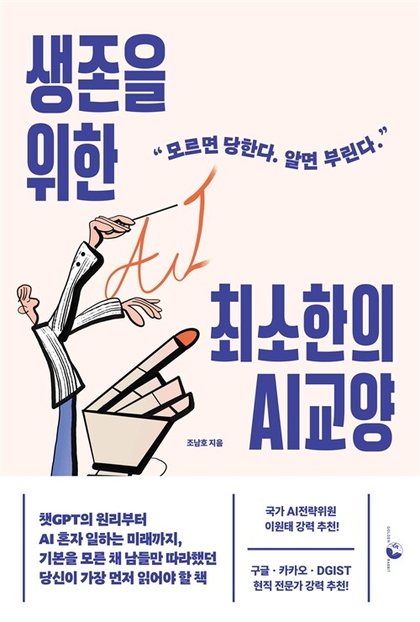 생존을
위한
“모르면 당한다. 알면 부린다.”
AI
최소한의
AI교양
조남호 지음
챗GPT의 원리부터
AI 혼자 일하는 미래까지,
기본을 모른 채 남들만 따라했던
당신이 가장 먼저 읽어야 할 책
국가 AI전략위원
이원태 강력 추천!
구글 · 카카오 · DGIST
현직 전문가 강력 추천!
GOLDEN RABBIT